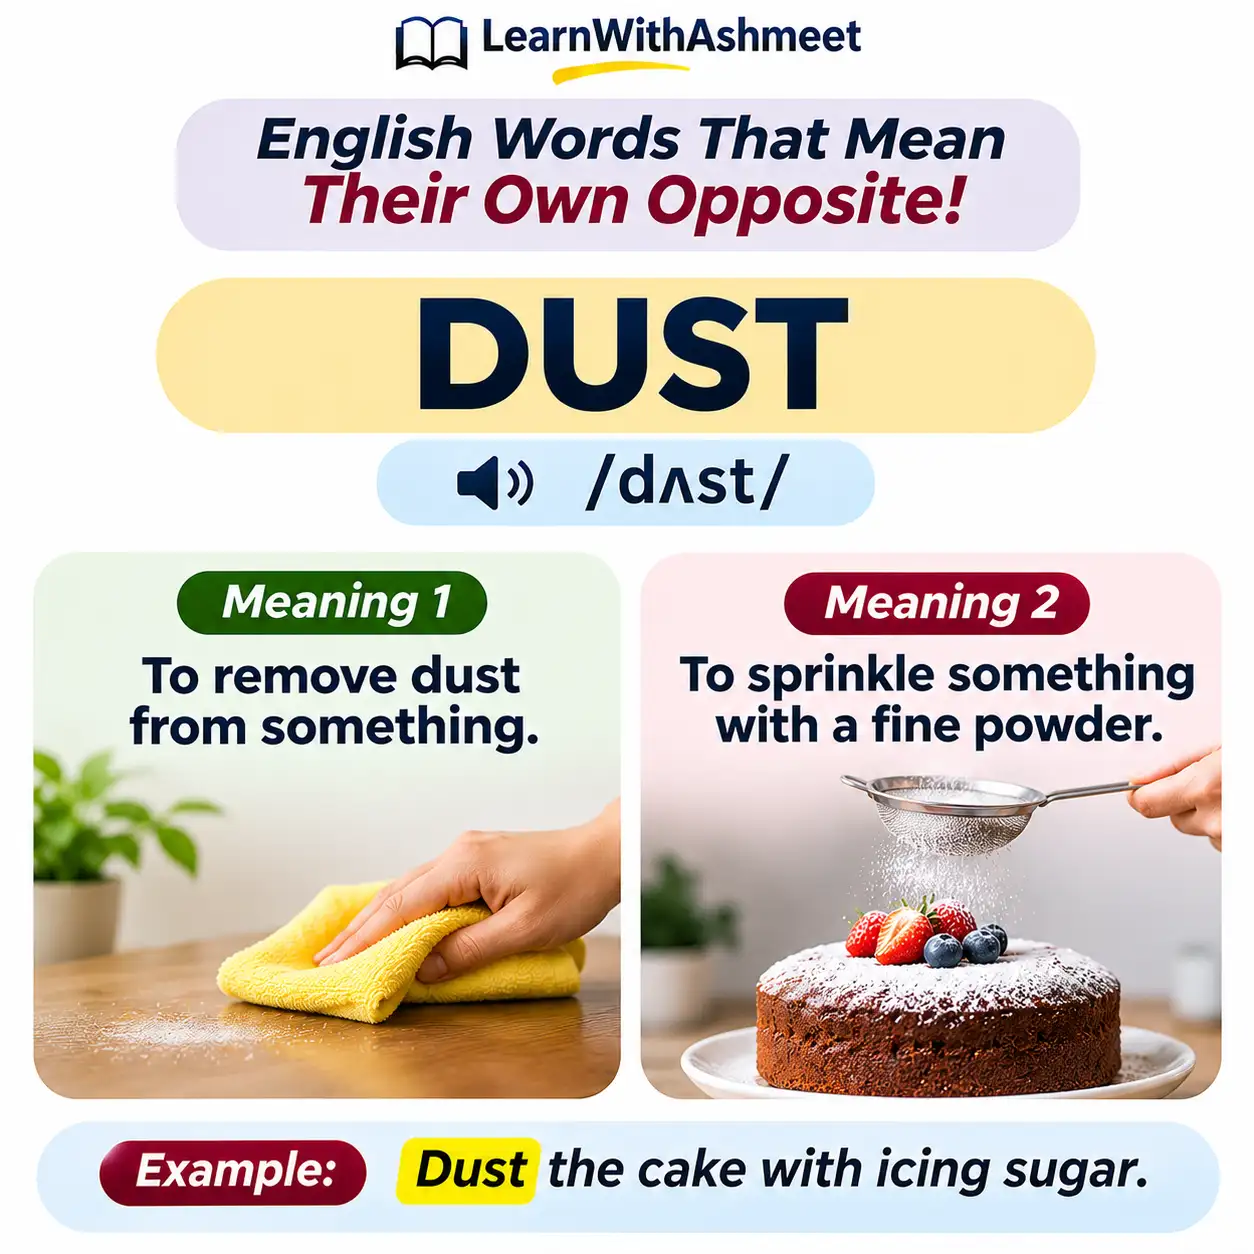 LearnWithAshmeet
English Words That Mean
Their Own Opposite!
DUST
/dʌst/
Meaning 1
To remove dust
from something.
Meaning 2
To sprinkle something
with a fine powder.
Example: Dust the cake with icing sugar.